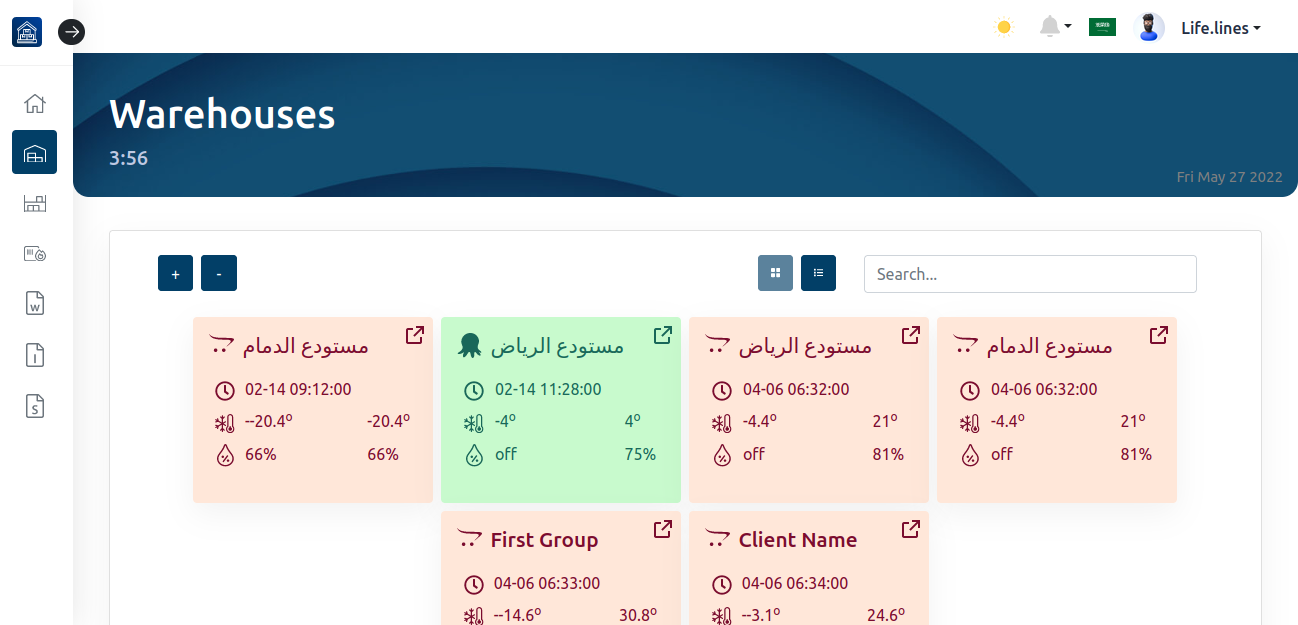 Life.lines
Warehouses
3:56
Fri May 27 2022
+ -
Search...
مستودع الدمام
02-14 09:12:00
--20.4º -20.4º
66% 66%
مستودع الرياض
02-14 11:28:00
-4º 4º
off 75%
مستودع الرياض
04-06 06:32:00
-4.4º 21º
off 81%
مستودع الدمام
04-06 06:32:00
-4.4º 21º
off 81%
First Group
04-06 06:33:00
--14.6º 30.8º
Client Name
04-06 06:34:00
--3.1º 24.6º
W
I
S